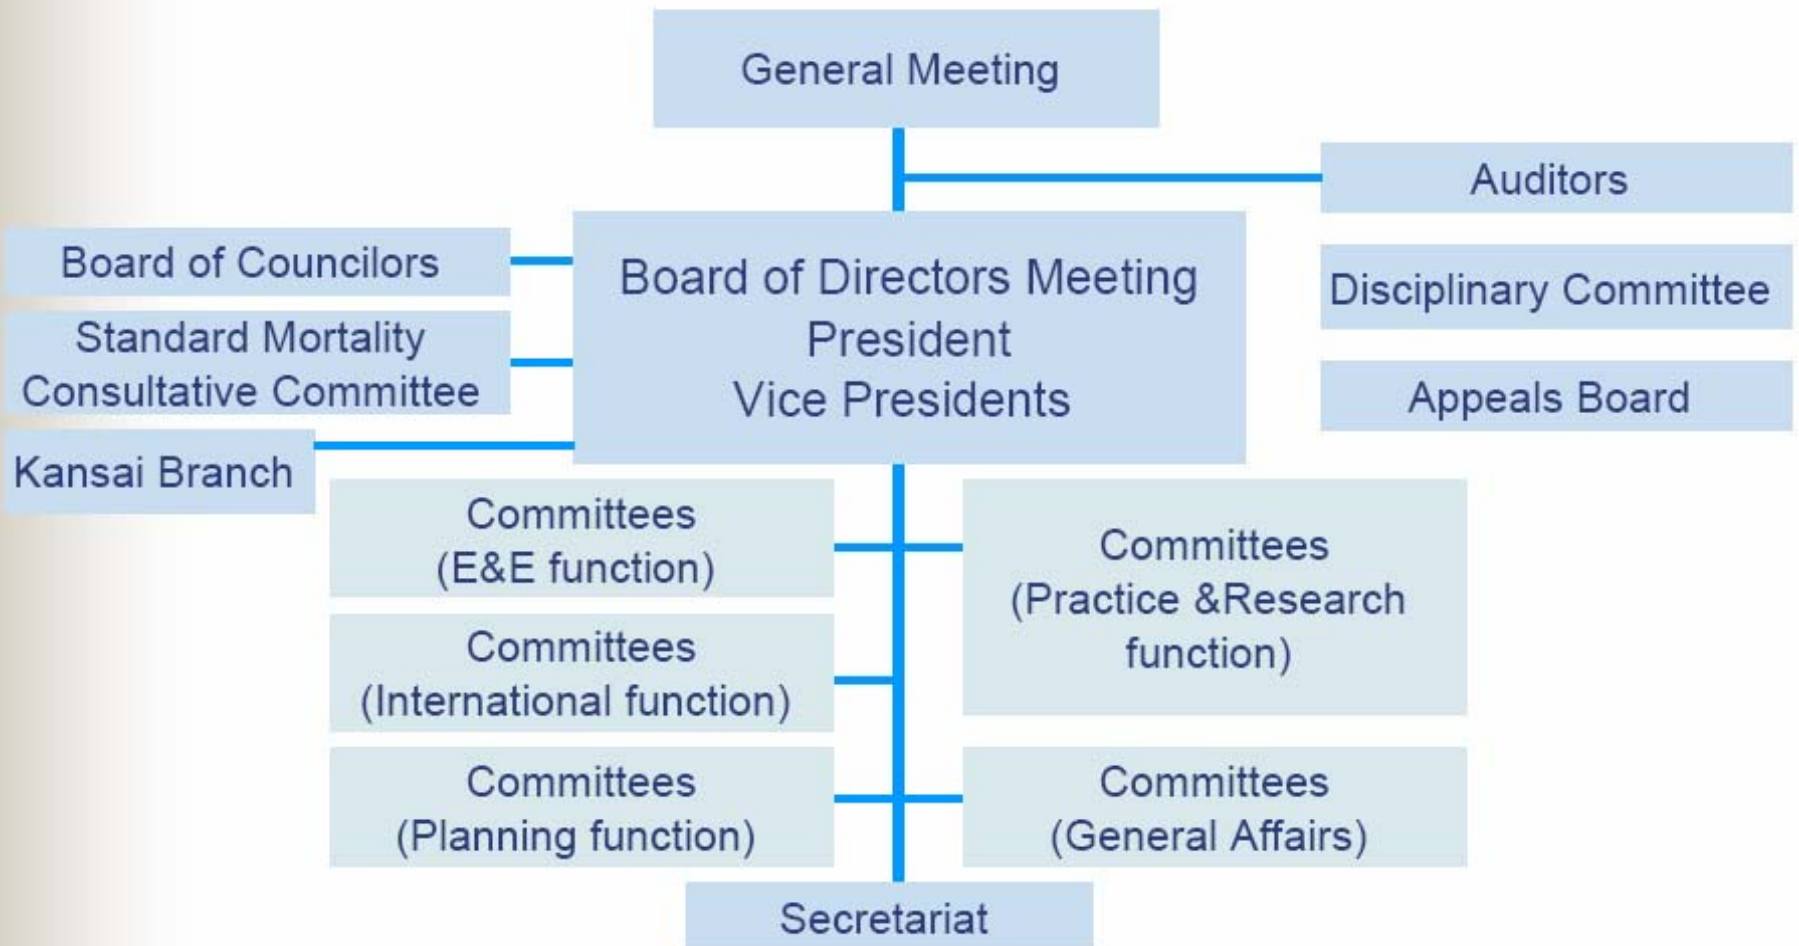 General Meeting
Auditors
Board of Councilors
Board of Directors Meeting
President
Vice Presidents
Disciplinary Committee
Standard Mortality
Consultative Committee
Appeals Board
Kansai Branch
Committees
(E&E function)
Committees
(Practice &Research
function)
Committees
(International function)
Committees
(Planning function)
Committees
(General Affairs)
Secretariat